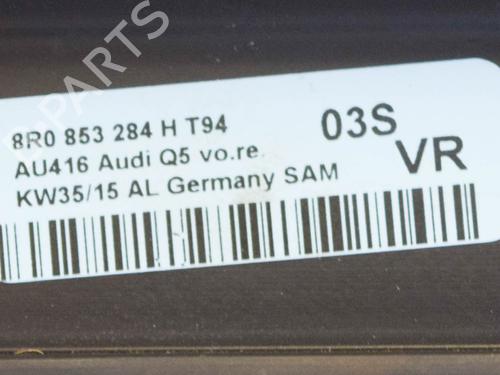 8R0 853 284 H T94
AU416 Audi Q5 vo.re.
KW35/15 AL Germany SAM
03S
VR
B-PARTS